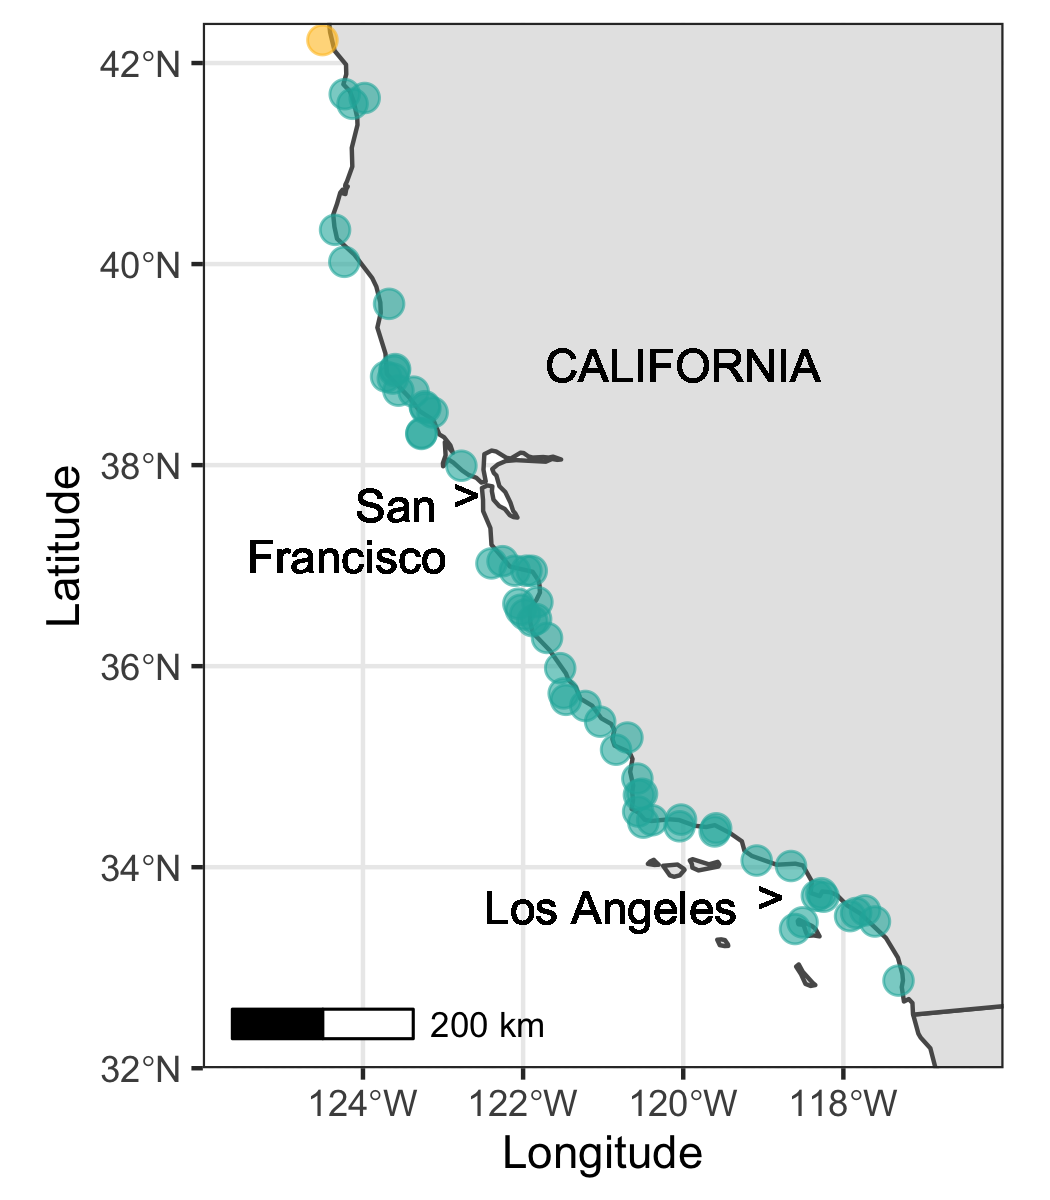 42°N
40°N
CALIFORNIA
38°N
San >
Francisco
36°N
34°N
Los Angeles >
200 km
32°N
124°W 122°W 120°W 118°W
Longitude
Latitude